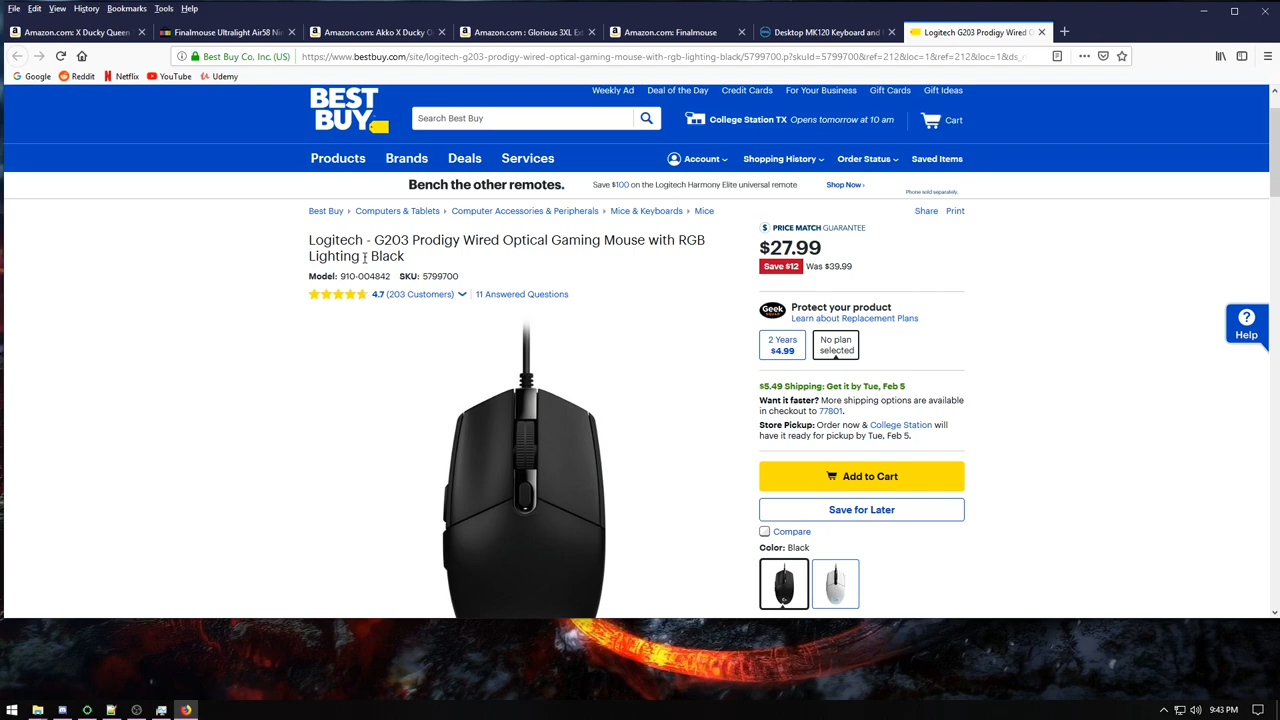 File Edit View History Bookmarks Tools Help
Amazon.com: X Ducky Queen
Finalmouse Ultralight Air58 Nin
Amazon.com: Akko X Ducky O
Amazon.com : Glorious 3XL Ext
Amazon.com: Finalmouse
Desktop MK120 Keyboard and
Logitech G203 Prodigy Wired O
Best Buy Co, Inc. (US)
https://www.bestbuy.com/site/logitech-g203-prodigy-wired-optical-gaming-mouse-with-rgb-lighting-black/5799700.p?skuId=5799700&ref=212&loc=1&ref=212&loc=1&ds_r
Google Reddit Netflix YouTube Udemy
Weekly Ad Deal of the Day Credit Cards For Your Business Gift Cards Gift Ideas
BEST
BUY
Search Best Buy
College Station TX Opens tomorrow at 10 am
Cart
Products Brands Deals Services
Account Shopping History Order Status Saved Items
Bench the other remotes. Save $100 on the Logitech Harmony Elite universal remote Shop Now ›
Phone sold separately.
Best Buy › Computers & Tablets › Computer Accessories & Peripherals › Mice & Keyboards › Mice
Share Print
Logitech - G203 Prodigy Wired Optical Gaming Mouse with RGB
Lighting - Black
Model: 910-004842 SKU: 5799700
4.7 (203 Customers) 11 Answered Questions
$ PRICE MATCH GUARANTEE
$27.99
Save $12 Was $39.99
Geek
SQUAD
Protect your product
Learn about Replacement Plans
2 Years
$4.99
No plan
selected
$5.49 Shipping: Get it by Tue, Feb 5
Want it faster? More shipping options are available
in checkout to 77801.
Store Pickup: Order now & College Station will
have it ready for pickup by Tue, Feb 5.
Add to Cart
Save for Later
Compare
Color: Black
?
Help
9:43 PM